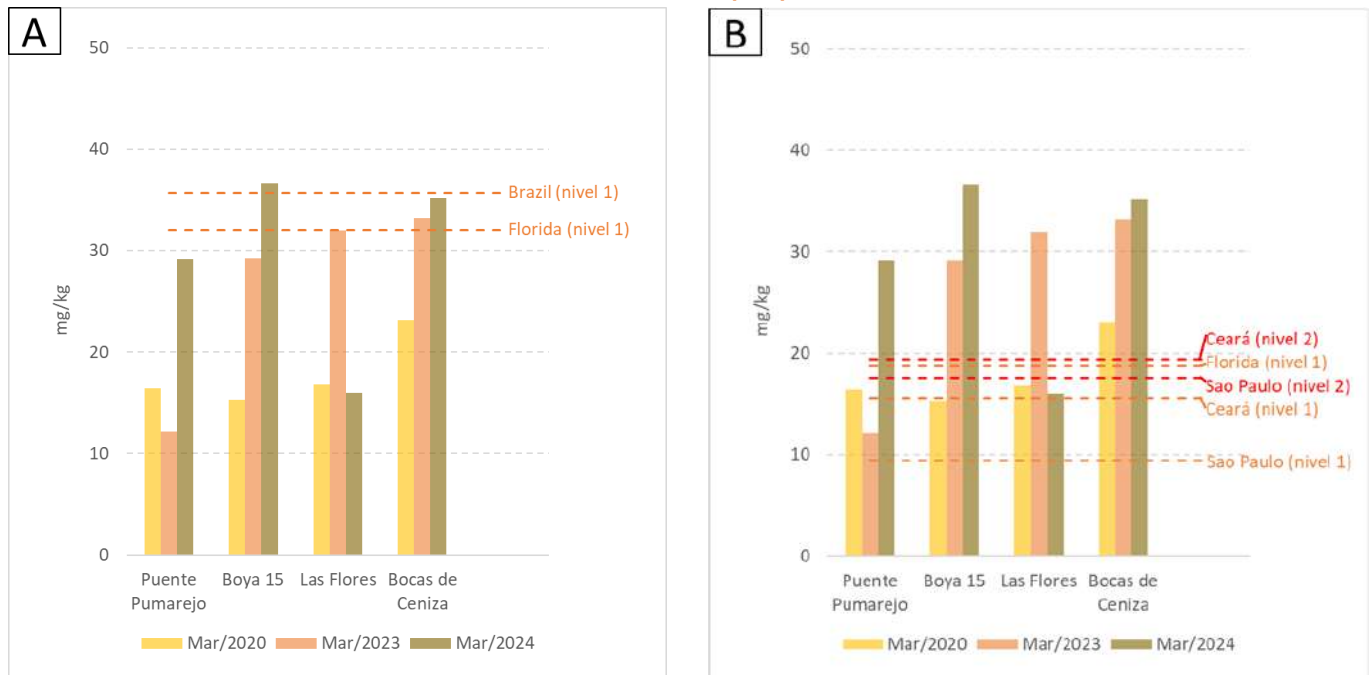 A
50
40
30
20
10
0
mg/kg
Brazil (nivel 1)
Florida (nivel 1)
Puente Pumarejo
Boya 15
Las Flores
Bocas de Ceniza
Mar/2020
Mar/2023
Mar/2024
B
50
40
30
20
10
0
mg/kg
Ceará (nivel 2)
Florida (nivel 1)
Sao Paulo (nivel 2)
Ceará (nivel 1)
Sao Paulo (nivel 1)
Puente Pumarejo
Boya 15
Las Flores
Bocas de Ceniza
Mar/2020
Mar/2023
Mar/2024